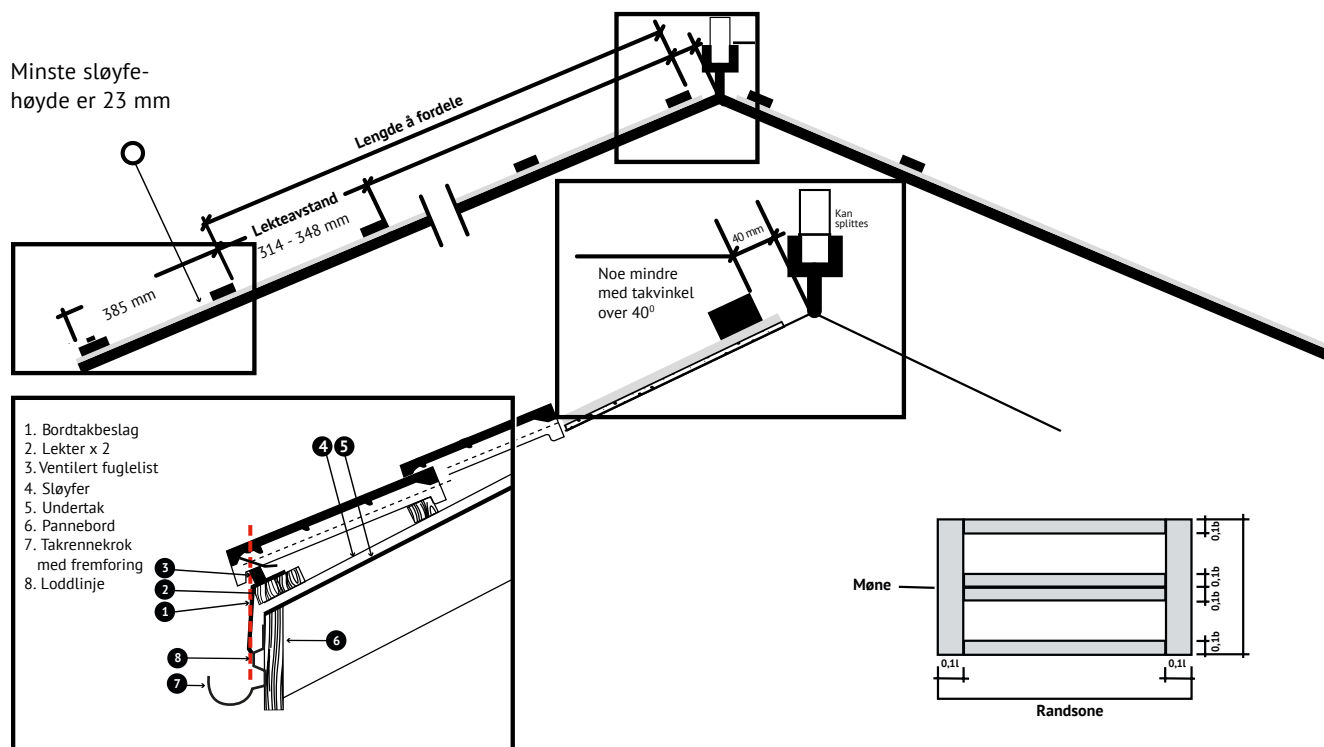 Minste sløyfe-
høyde er 23 mm
Lengde å fordele
Lekteavstand
314 - 348 mm
385 mm
40 mm
Kan
splittes
Noe mindre
med takvinkel
over 40⁰
1. Bordtakbeslag
2. Lekter x 2
3. Ventilert fuglelist
4. Sløyfer
5. Undertak
6. Pannebord
7. Takrennekrok
med fremforing
8. Loddlinje
4 5
3
2
1
6
8
7
Møne
0,1b
0,1b
0,1b
0,1b
0,1l
0,1l
Randsone